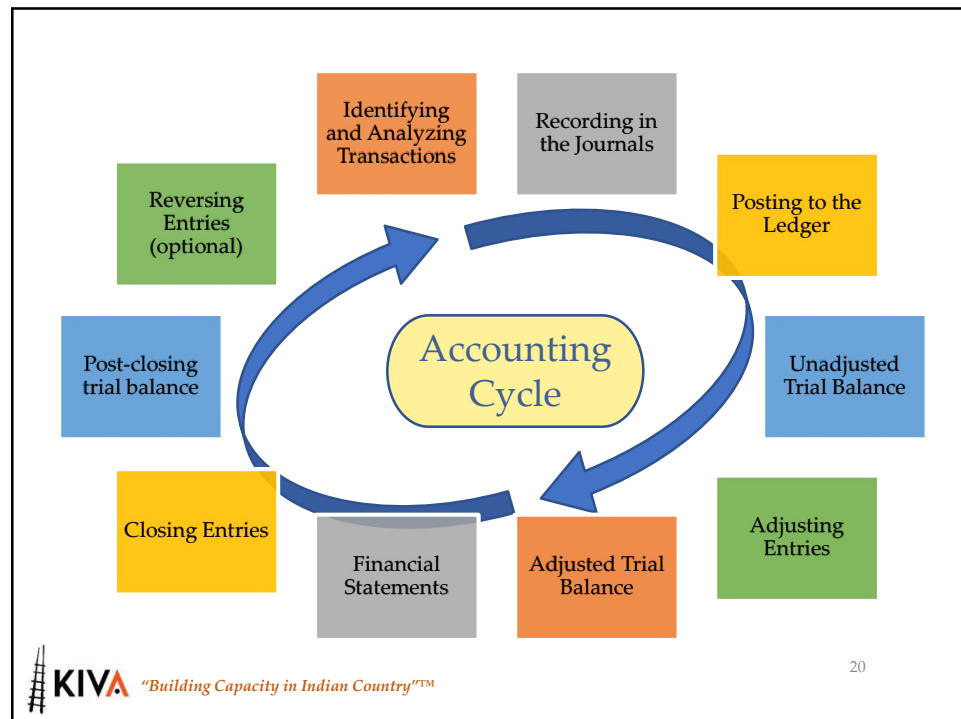 Identifying
and Analyzing
Transactions
Recording in
the Journals
Posting to the
Ledger
Unadjusted
Trial Balance
Adjusting
Entries
Adjusted Trial
Balance
Financial
Statements
Closing Entries
Post-closing
trial balance
Reversing
Entries
(optional)
Accounting
Cycle
KIVA "Building Capacity in Indian Country"™
20